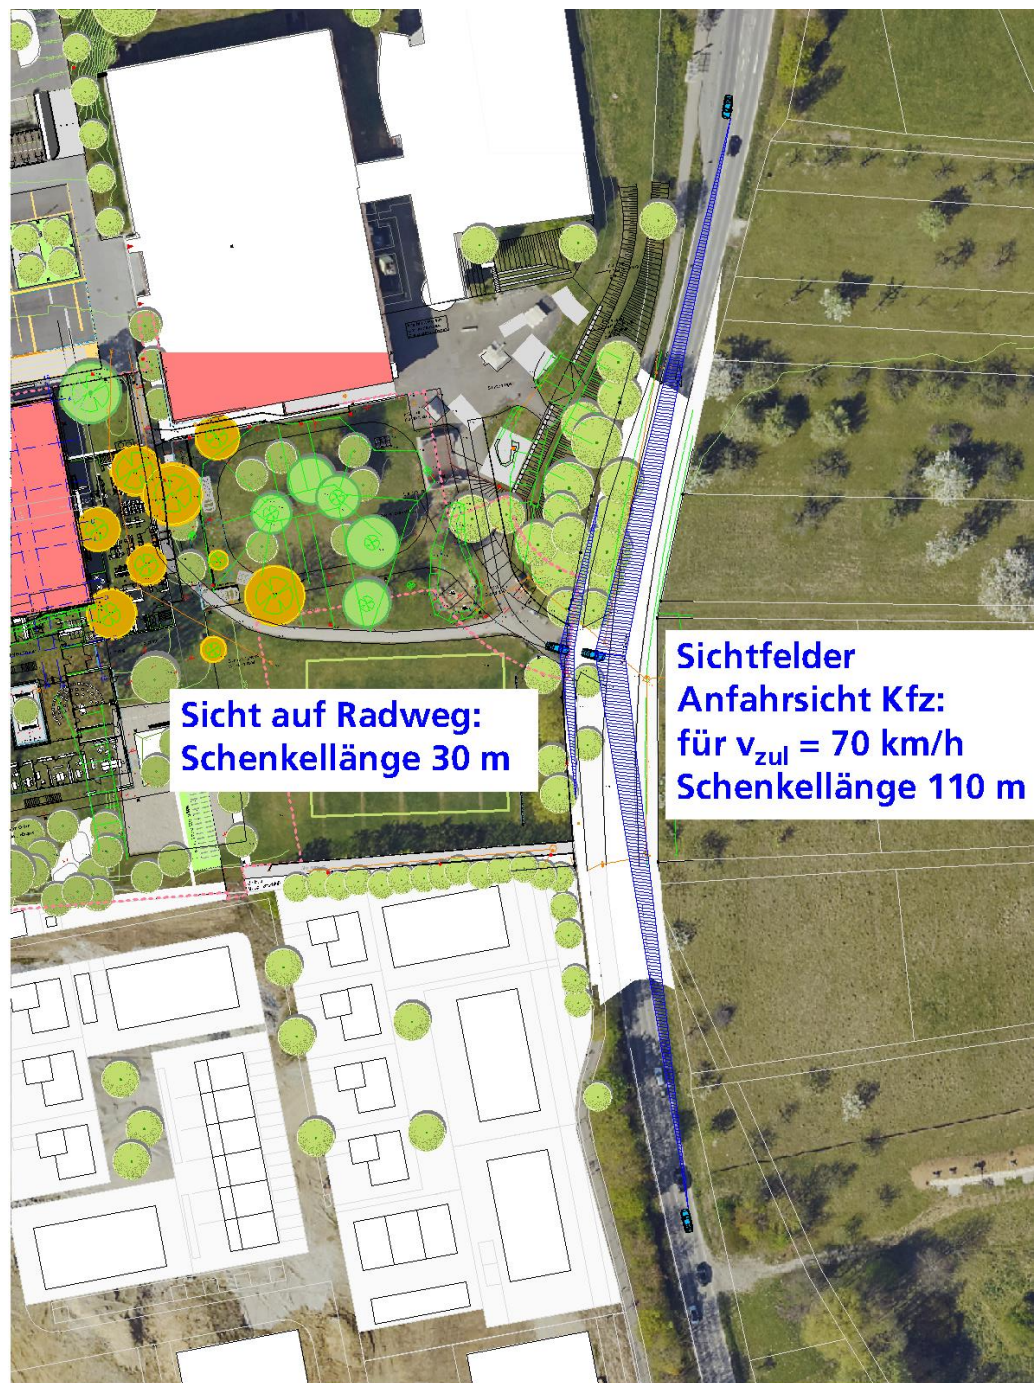 Sicht auf Radweg:
Schenkellänge 30 m
Sichtfelder
Anfahrsicht Kfz:
für vzul = 70 km/h
Schenkellänge 110 m